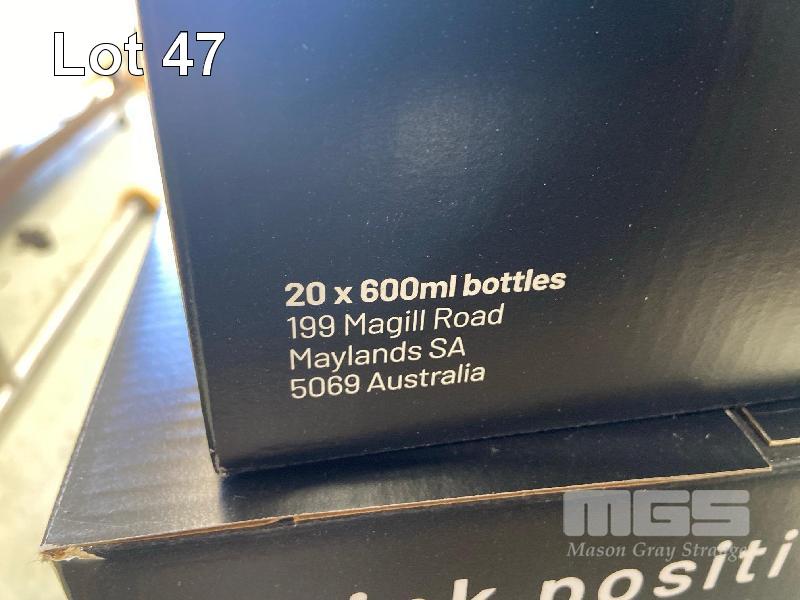 Lot 47
20 x 600ml bottles
199 Magill Road
Maylands SA
5069 Australia
MGS
Mason Gray Strange